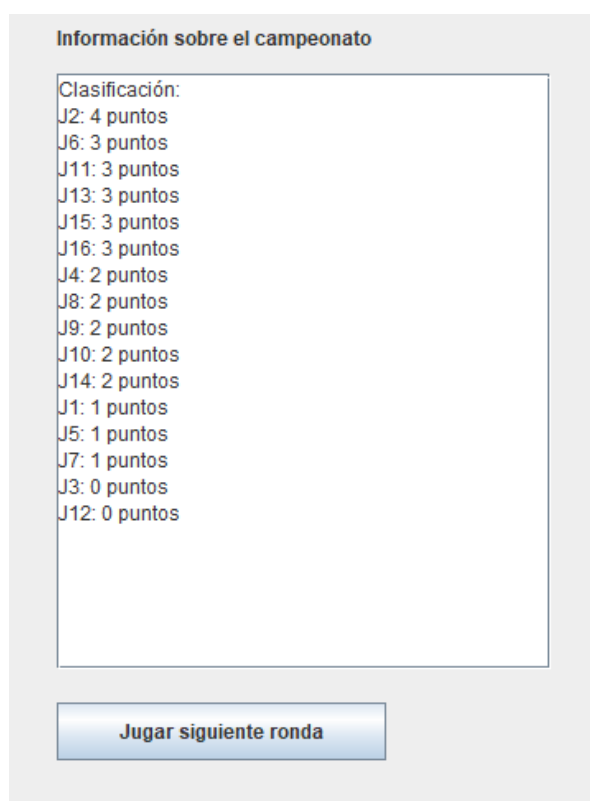 Información sobre el campeonato
Clasificación:
J2: 4 puntos
J6: 3 puntos
J11: 3 puntos
J13: 3 puntos
J15: 3 puntos
J16: 3 puntos
J4: 2 puntos
J8: 2 puntos
J9: 2 puntos
J10: 2 puntos
J14: 2 puntos
J1: 1 puntos
J5: 1 puntos
J7: 1 puntos
J3: 0 puntos
J12: 0 puntos
Jugar siguiente ronda